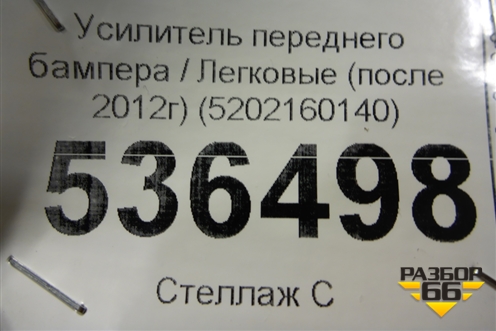 Усилитель переднего
бампера / Легковые (после
2012г) (5202160140)
536498
Стеллаж С
РАЗБОР
66